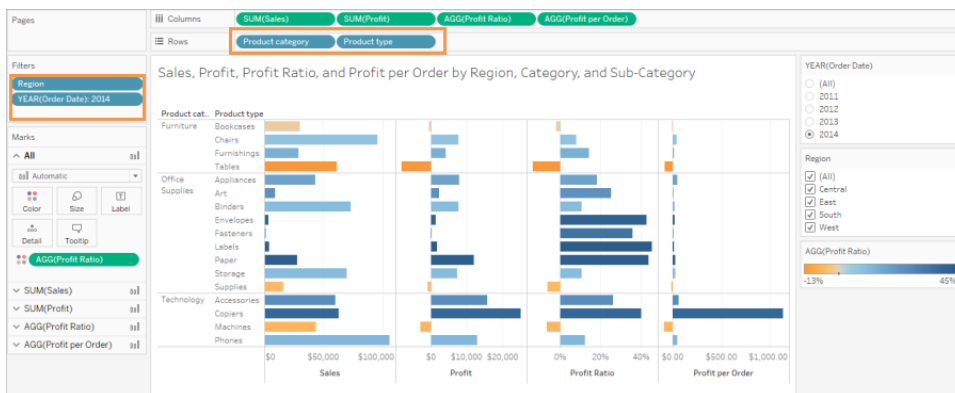 Pages
Columns SUM(Sales) SUM(Profit) AGG(Profit Ratio) AGG(Profit per Order)
Rows Product category Product type
Filters
Region
YEAR(Order Date): 2014
Marks
All
Automatic
Color Size Label
Detail Tooltip
AGG(Profit Ratio)
SUM(Sales)
SUM(Profit)
AGG(Profit Ratio)
AGG(Profit per Order)
Sales, Profit, Profit Ratio, and Profit per Order by Region, Category, and Sub-Category
Product cat.. Product type
Furniture Bookcases
Chairs
Furnishings
Tables
Office Supplies Appliances
Art
Binders
Envelopes
Fasteners
Labels
Paper
Storage
Supplies
Technology Accessories
Copiers
Machines
Phones
$0 $50,000 $100,000 $0 $10,000 $20,000 0% 20% 40% $0.00 $500.00 $1,000.00
Sales Profit Profit Ratio Profit per Order
YEAR(Order Date)
(All)
2011
2012
2013
2014
Region
(All)
Central
East
South
West
AGG(Profit Ratio)
-13% 45%